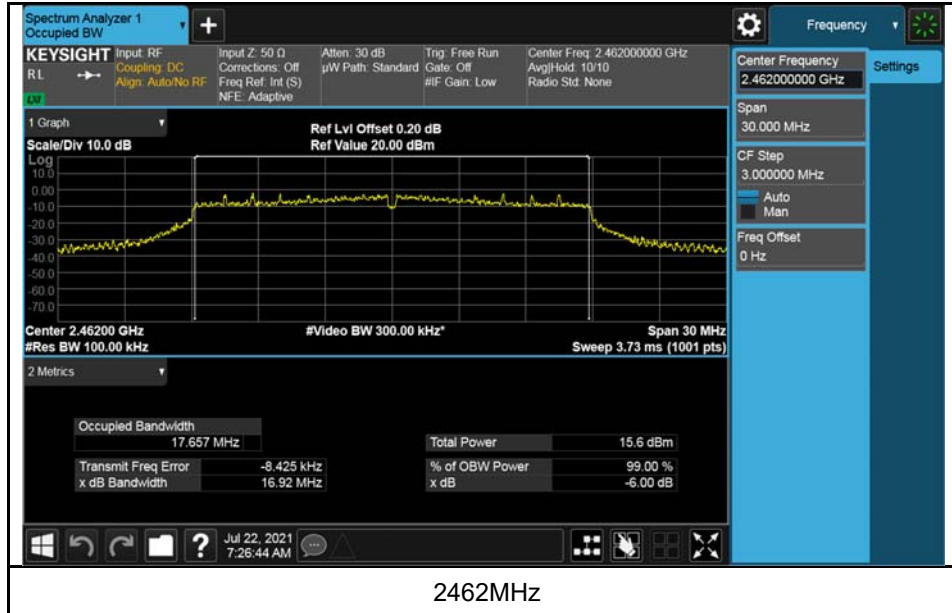 Spectrum Analyzer 1
Occupied BW
+
Frequency
KEYSIGHT
RL
LXI
Input: RF
Coupling: DC
Align: Auto/No RF
Input Z: 50 Ω
Corrections: Off
Freq Ref: Int (S)
NFE: Adaptive
Atten: 30 dB
µW Path: Standard
Trig: Free Run
Gate: Off
#IF Gain: Low
Center Freq: 2.462000000 GHz
Avg|Hold: 10/10
Radio Std: None
Center Frequency
2.462000000 GHz
Settings
Span
30.000 MHz
CF Step
3.000000 MHz
Auto
Man
Freq Offset
0 Hz
1 Graph
Scale/Div 10.0 dB
Ref Lvl Offset 0.20 dB
Ref Value 20.00 dBm
Log
10.0
0.00
-10.0
-20.0
-30.0
-40.0
-50.0
-60.0
-70.0
Center 2.46200 GHz
#Res BW 100.00 kHz
#Video BW 300.00 kHz*
Span 30 MHz
Sweep 3.73 ms (1001 pts)
2 Metrics
Occupied Bandwidth
17.657 MHz
Total Power 15.6 dBm
Transmit Freq Error -8.425 kHz
% of OBW Power 99.00 %
x dB Bandwidth 16.92 MHz
x dB -6.00 dB
?
Jul 22, 2021
7:26:44 AM
2462MHz